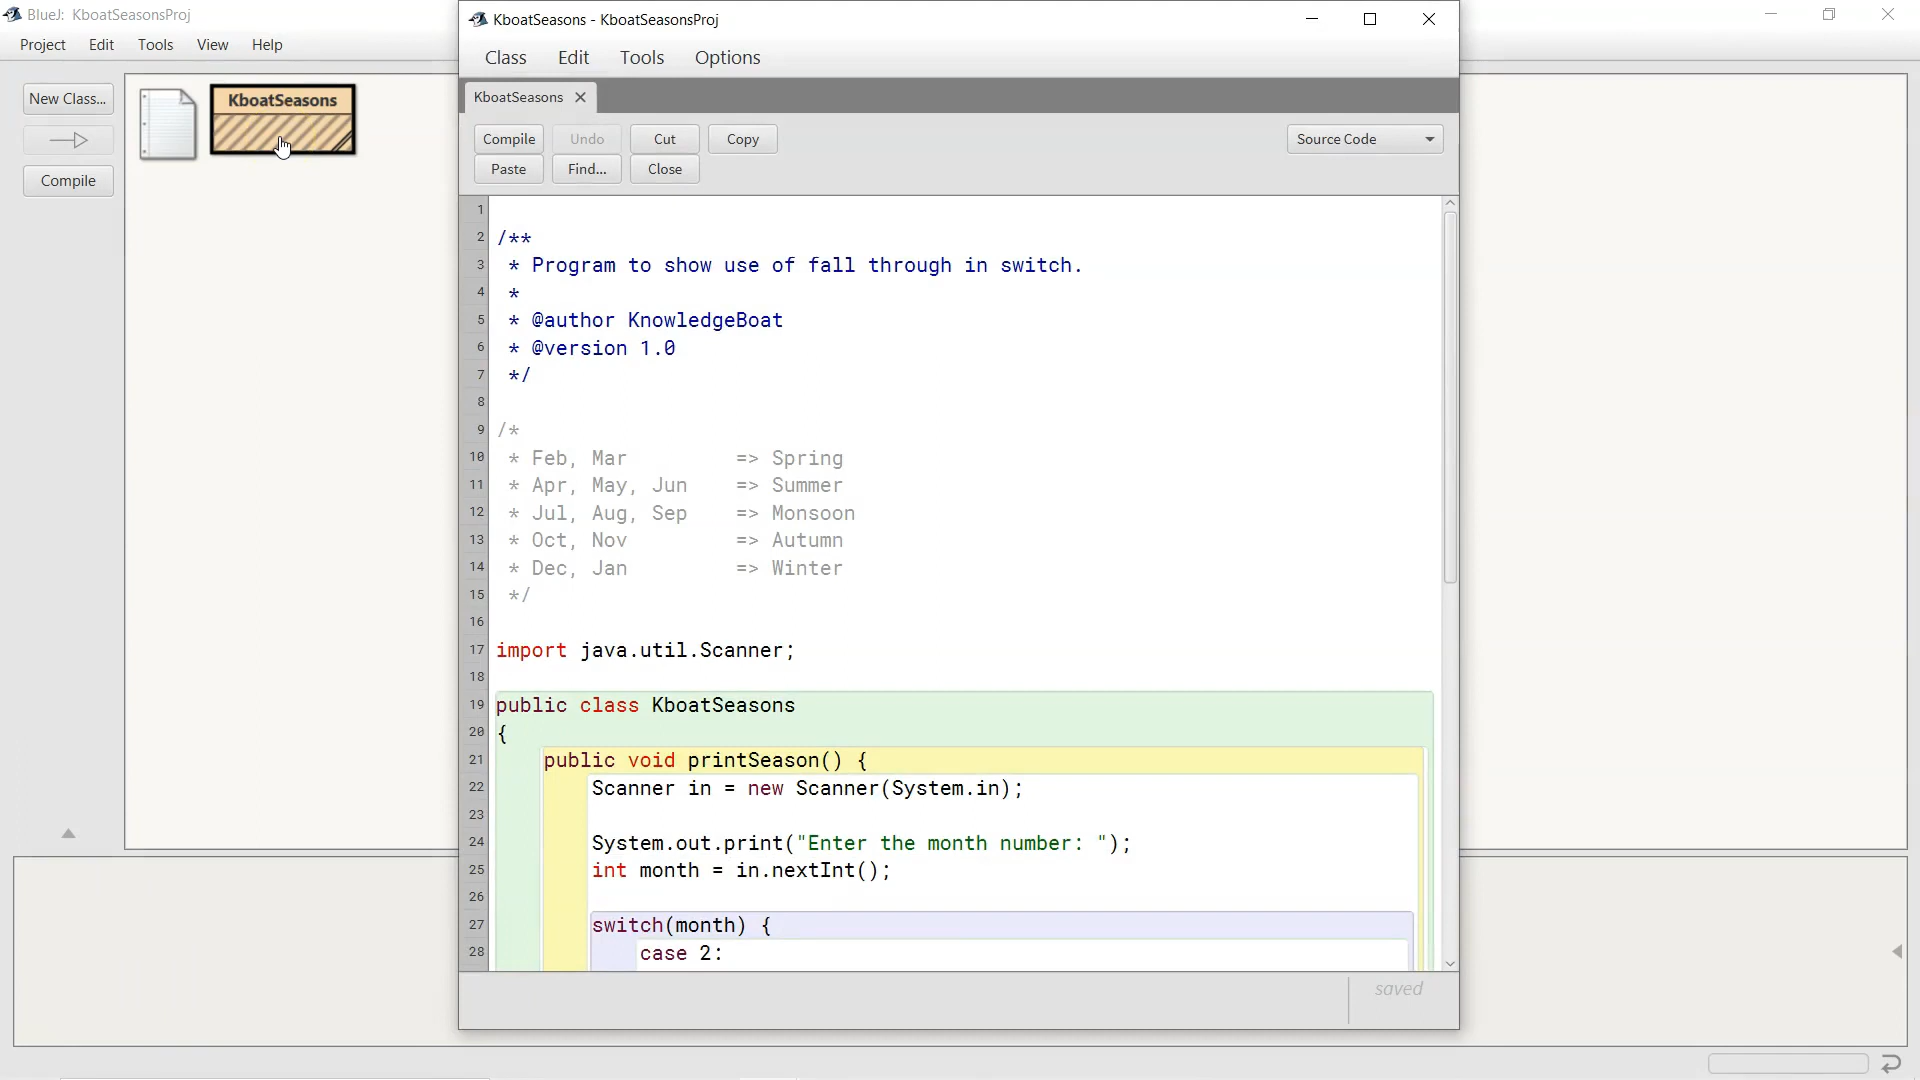 BlueJ: KboatSeasonsProj
Project Edit Tools View Help
New Class...
Compile
KboatSeasons
KboatSeasons - KboatSeasonsProj
Class Edit Tools Options
KboatSeasons
Compile Undo Cut Copy
Source Code
Paste Find... Close
1
2 /**
3 * Program to show use of fall through in switch.
4 *
5 * @author KnowledgeBoat
6 * @version 1.0
7 */
8
9 /*
10 * Feb, Mar => Spring
11 * Apr, May, Jun => Summer
12 * Jul, Aug, Sep => Monsoon
13 * Oct, Nov => Autumn
14 * Dec, Jan => Winter
15 */
16
17 import java.util.Scanner;
18
19 public class KboatSeasons
20 {
21 public void printSeason() {
22 Scanner in = new Scanner(System.in);
23
24 System.out.print("Enter the month number: ");
25 int month = in.nextInt();
26
27 switch(month) {
28 case 2:
saved